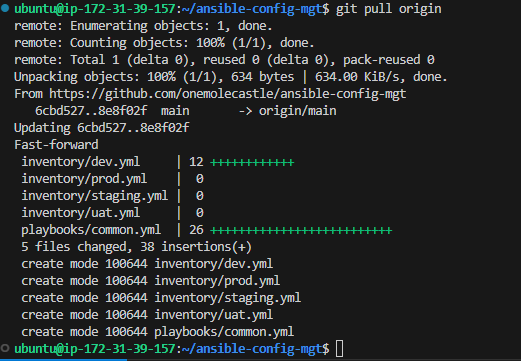 ubuntu@ip-172-31-39-157:~/ansible-config-mgt$ git pull origin
remote: Enumerating objects: 1, done.
remote: Counting objects: 100% (1/1), done.
remote: Total 1 (delta 0), reused 0 (delta 0), pack-reused 0
Unpacking objects: 100% (1/1), 634 bytes | 634.00 KiB/s, done.
From https://github.com/onemolecastle/ansible-config-mgt
   6cbd527..8e8f02f  main       -> origin/main
Updating 6cbd527..8e8f02f
Fast-forward
 inventory/dev.yml     | 12 ++++++++++++
 inventory/prod.yml    |  0
 inventory/staging.yml |  0
 inventory/uat.yml     |  0
 playbooks/common.yml  | 26 ++++++++++++++++++++++++++
 5 files changed, 38 insertions(+)
 create mode 100644 inventory/dev.yml
 create mode 100644 inventory/prod.yml
 create mode 100644 inventory/staging.yml
 create mode 100644 inventory/uat.yml
 create mode 100644 playbooks/common.yml
ubuntu@ip-172-31-39-157:~/ansible-config-mgt$